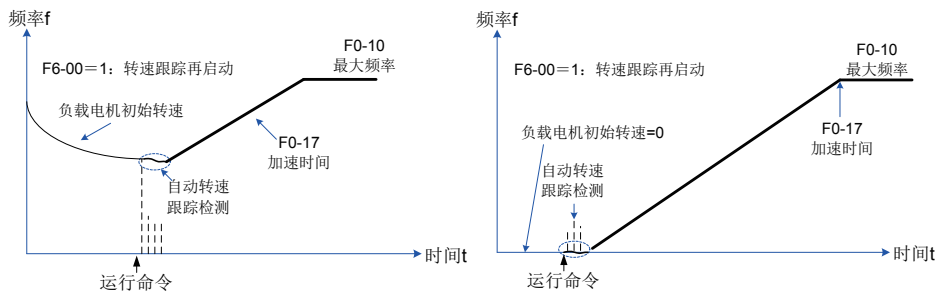 频率f
F6-00＝1：转速跟踪再启动
F0-10
最大频率
负载电机初始转速
F0-17
加速时间
自动转速
跟踪检测
时间t
运行命令
频率f
F6-00＝1：转速跟踪再启动
F0-10
最大频率
负载电机初始转速=0
F0-17
加速时间
自动转速
跟踪检测
时间t
运行命令